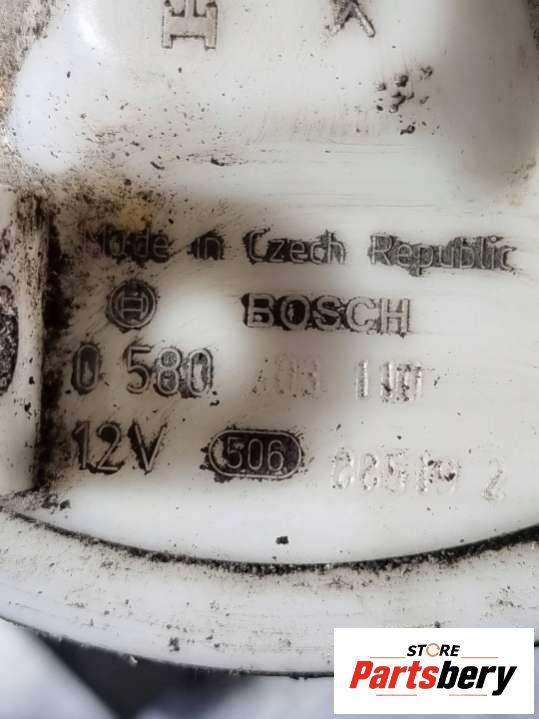 Made in Czech Republic
BOSCH
0 580
12V 506
STORE
Partsbery